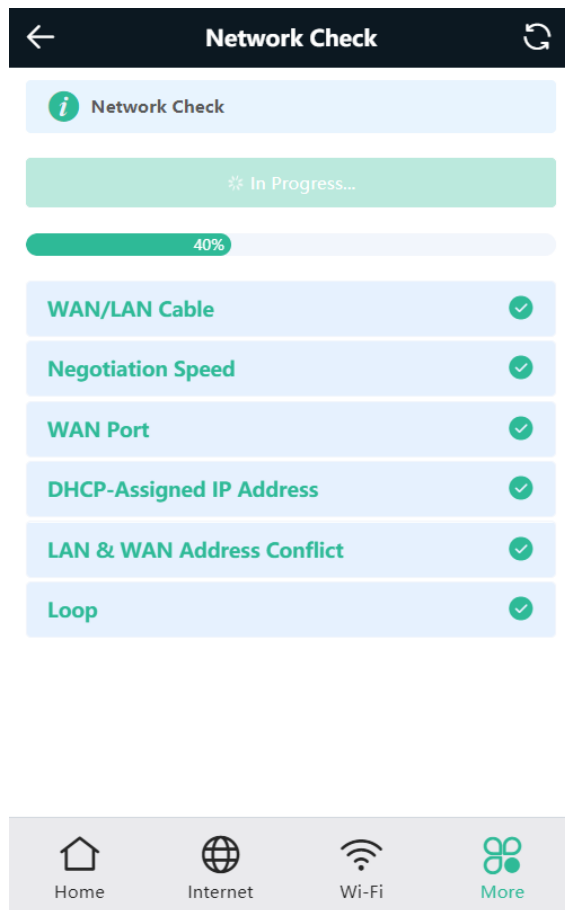 Network Check
i Network Check
In Progress...
40%
WAN/LAN Cable
Negotiation Speed
WAN Port
DHCP-Assigned IP Address
LAN & WAN Address Conflict
Loop
Home Internet Wi-Fi More